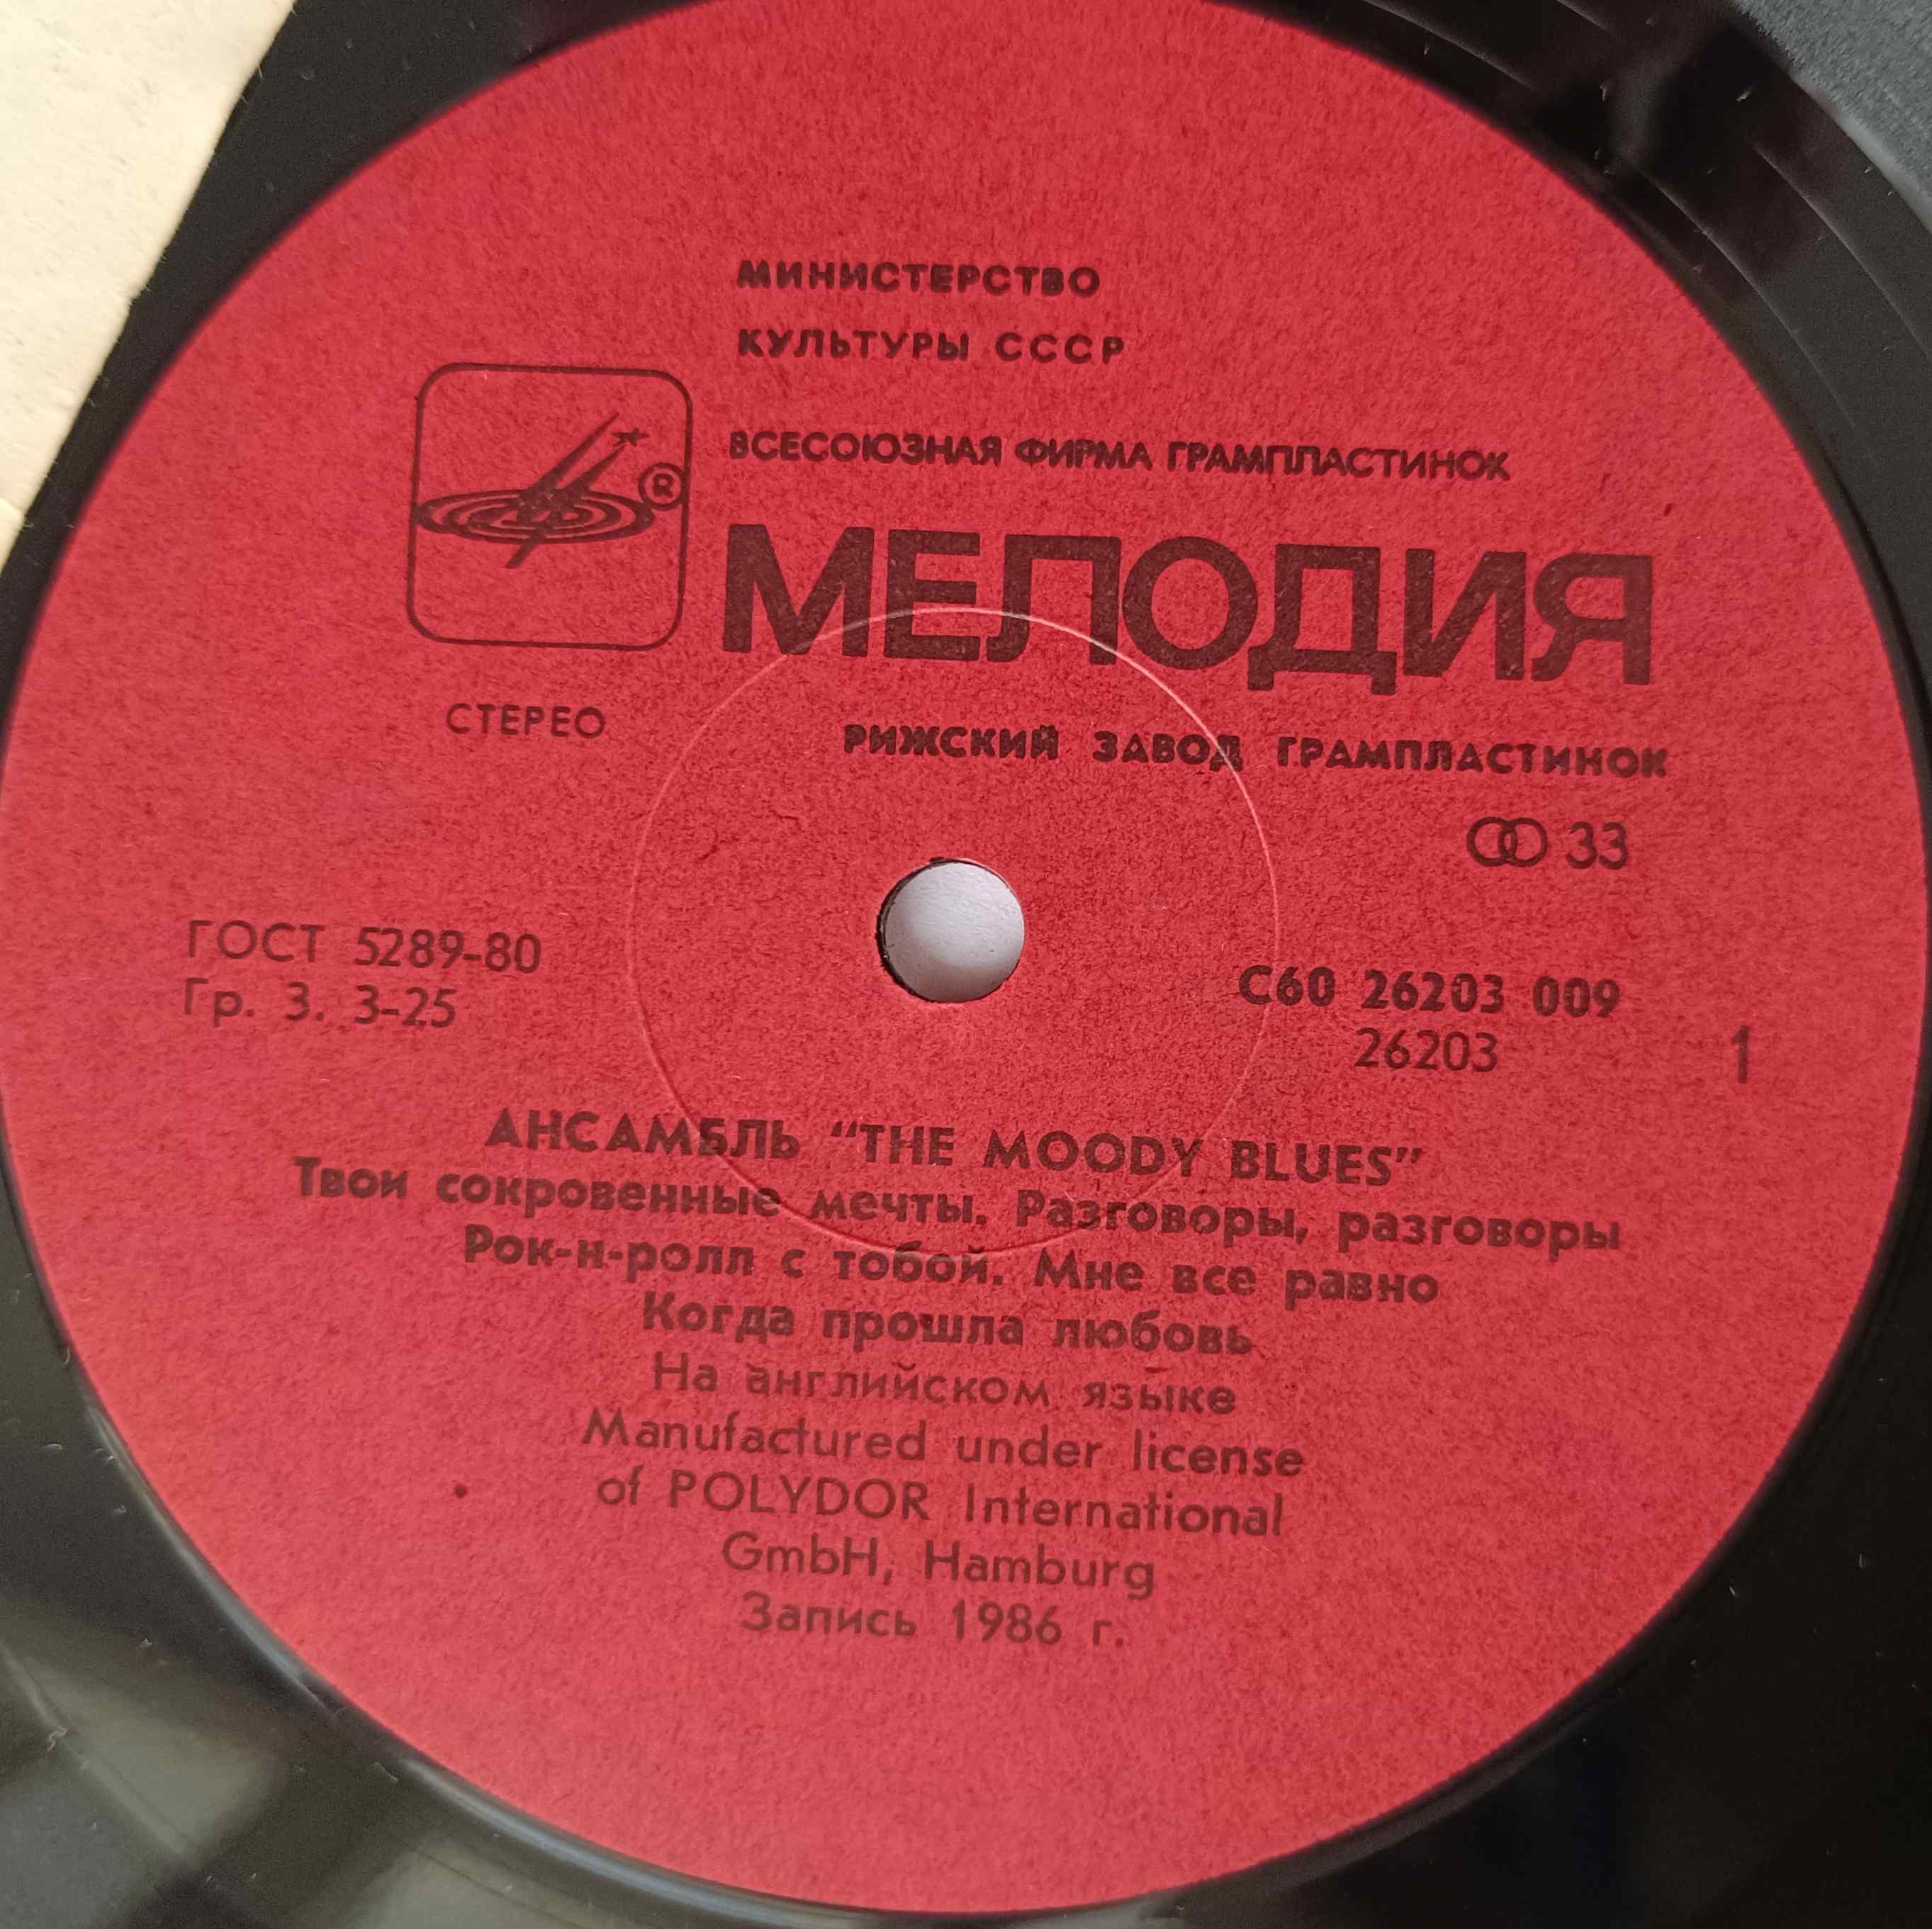 МИНИСТЕРСТВО
КУЛЬТУРЫ СССР
ВСЕСОЮЗНАЯ ФИРМА ГРАМПЛАСТИНОК
®
МЕЛОДИЯ
СТЕРЕО
РИЖСКИЙ ЗАВОД ГРАМПЛАСТИНОК
33
ГОСТ 5289-80
Гр. 3. 3-25
С60 26203 009
26203
1
АНСАМБЛЬ “THE MOODY BLUES”
Твои сокровенные мечты. Разговоры, разговоры
Рок-н-ролл с тобой. Мне все равно
Когда прошла любовь
На английском языке
Manufactured under license
of POLYDOR International
GmbH, Hamburg
Запись 1986 г.